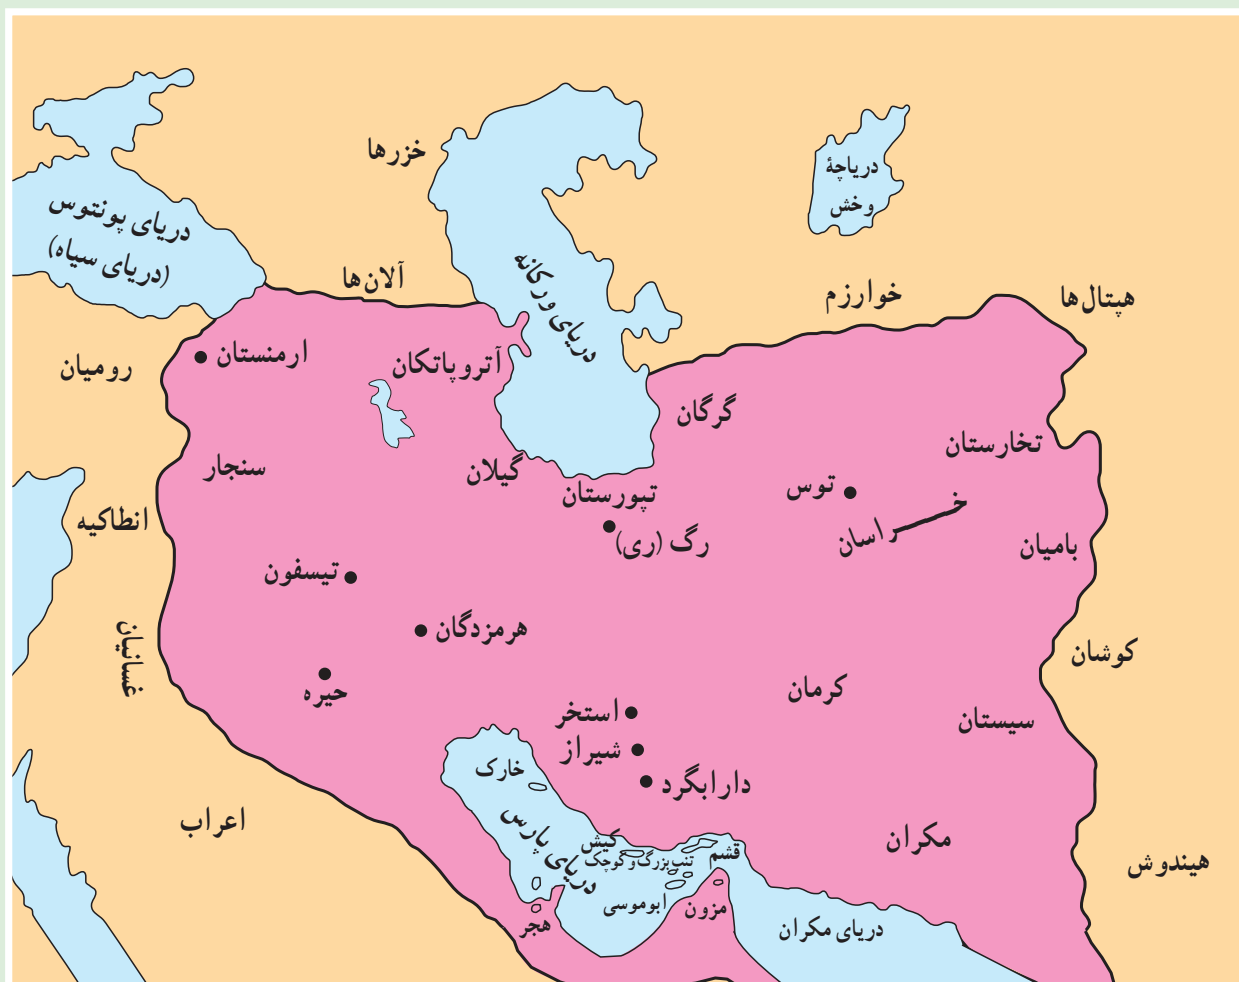 خزرها
دریاچهٔ
وخش
دریای پونتوس
(دریای سیاه)
آلان‌ها
دریای ورکانه
خوارزم
هپتال‌ها
رومیان
ارمنستان
آتروپاتکان
گرگان
تخارستان
سنجار
گیلان
تپورستان
توس
خراسان
انطاکیه
رگ (ری)
بامیان
تیسفون
هرمزدگان
غسانیان
کوشان
حیره
کرمان
استخر
سیستان
شیراز
خارک
دارابگرد
اعراب
دریای پارس
کیش
قشم
تنب بزرگ و کوچک
مکران
هیندوش
ابوموسی
مزون
هجر
دریای مکران